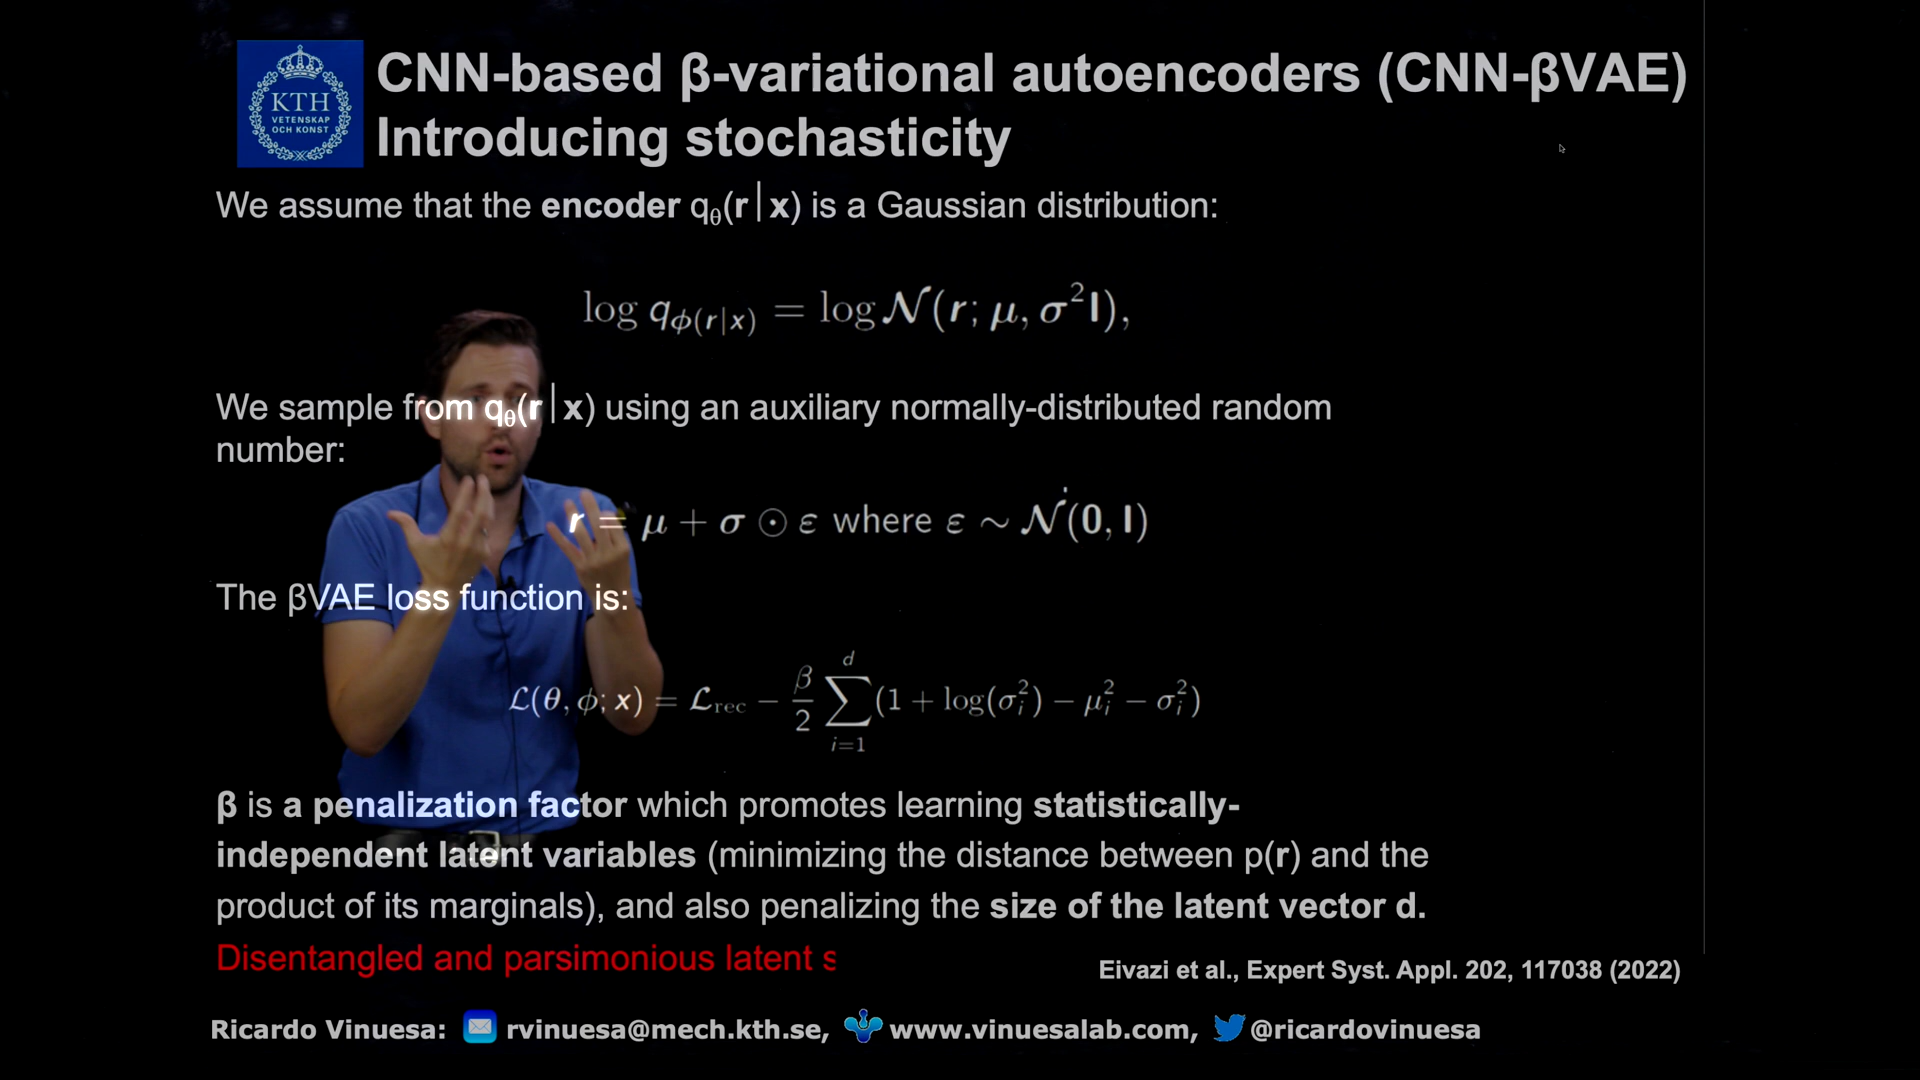 KTH
VETENSKAP
OCH KONST
CNN-based β-variational autoencoders (CNN-βVAE)
Introducing stochasticity
We assume that the encoder qθ(r|x) is a Gaussian distribution:
log qϕ(r|x) = log 𝒩(r; μ, σ²I),
We sample from qθ(r|x) using an auxiliary normally-distributed random
number:
r = μ + σ ⊙ ε where ε ∼ 𝒩(0, I)
The βVAE loss function is:
ℒ(θ, ϕ; x) = ℒrec − β/2 ∑_{i=1}^{d} (1 + log(σᵢ²) − μᵢ² − σᵢ²)
β is a penalization factor which promotes learning statistically-
independent latent variables (minimizing the distance between p(r) and the
product of its marginals), and also penalizing the size of the latent vector d.
Disentangled and parsimonious latent s
Eivazi et al., Expert Syst. Appl. 202, 117038 (2022)
Ricardo Vinuesa: rvinuesa@mech.kth.se, www.vinuesalab.com, @ricardovinuesa